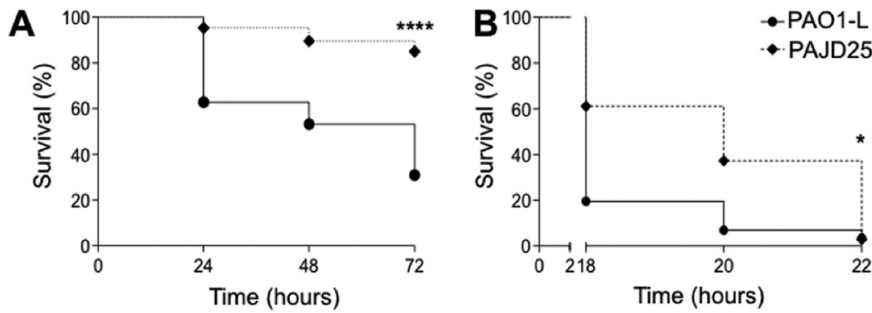 A
100
80
60
40
20
0
Survival (%)
****
0 24 48 72
Time (hours)
B
100
80
60
40
20
0
Survival (%)
PAO1-L
PAJD25
*
0 2 18 20 22
Time (hours)